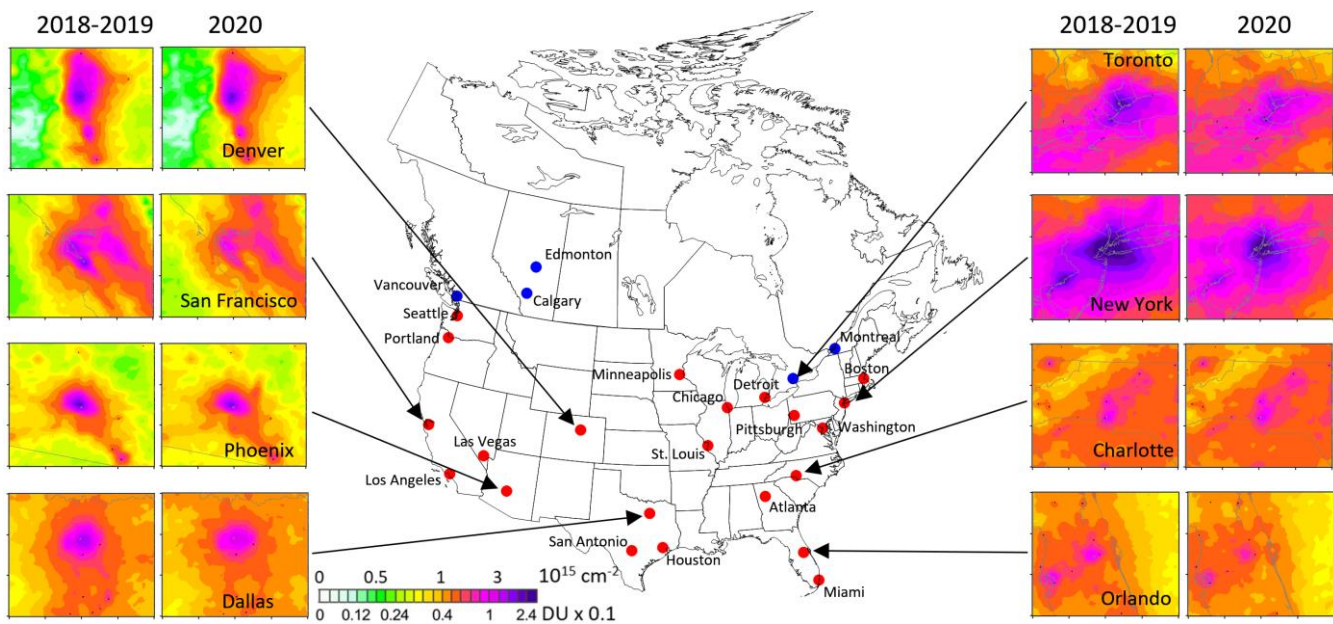 2018-2019 2020
Denver
San Francisco
Phoenix
Dallas
Edmonton
Vancouver
Calgary
Seattle
Portland
Montreal
Minneapolis
Detroit
Boston
Chicago
Pittsburgh
Washington
Las Vegas
St. Louis
Los Angeles
Atlanta
San Antonio
Houston
Miami
0 0.5 1 3 10¹⁵ cm⁻²
0 0.12 0.24 0.4 1 2.4 DU x 0.1
2018-2019 2020
Toronto
New York
Charlotte
Orlando